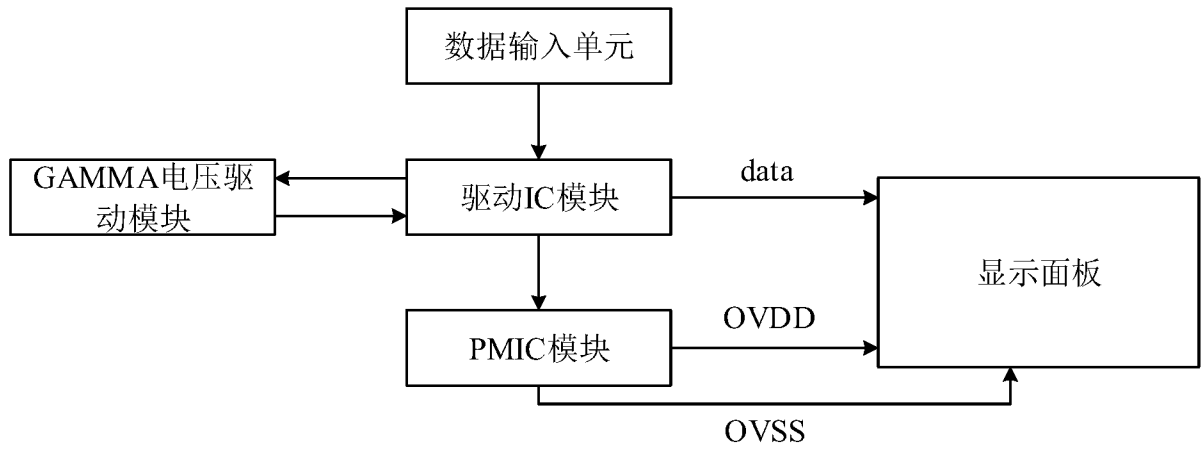 数据输入单元
GAMMA电压驱
动模块
驱动IC模块
data
显示面板
PMIC模块
OVDD
OVSS